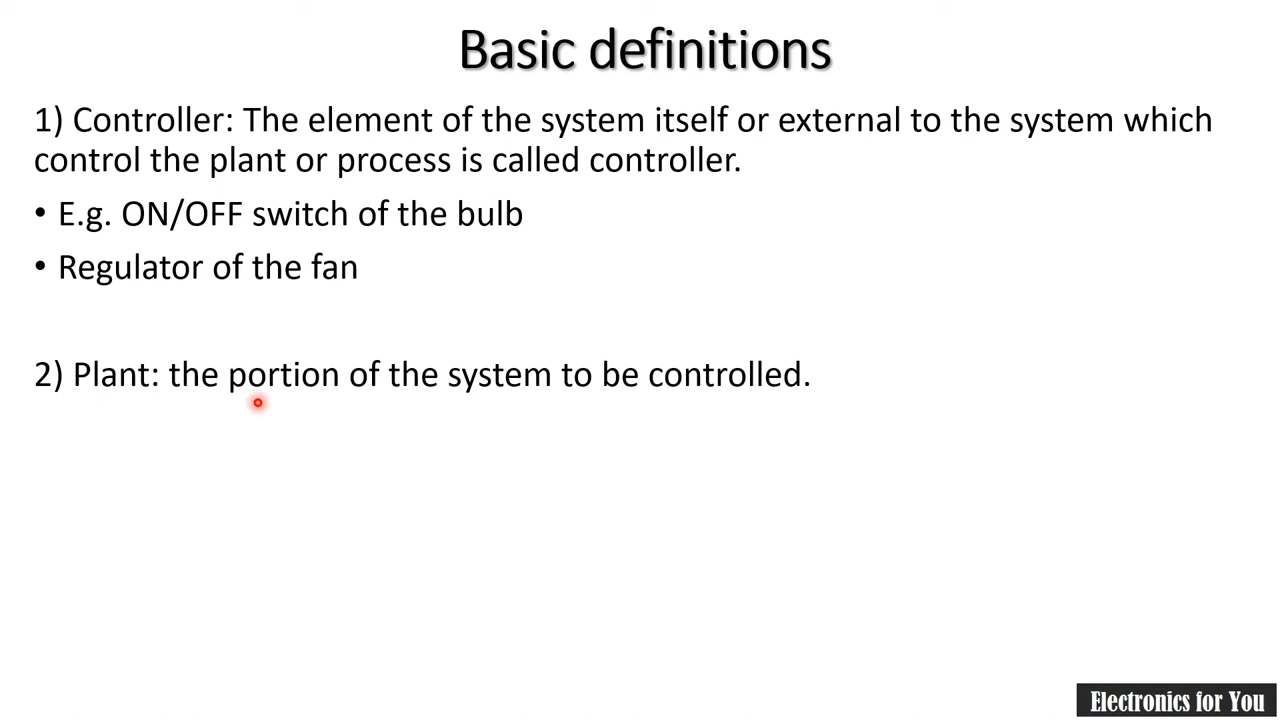 Basic definitions
1) Controller: The element of the system itself or external to the system which
control the plant or process is called controller.
• E.g. ON/OFF switch of the bulb
• Regulator of the fan
2) Plant: the portion of the system to be controlled.
Electronics for You